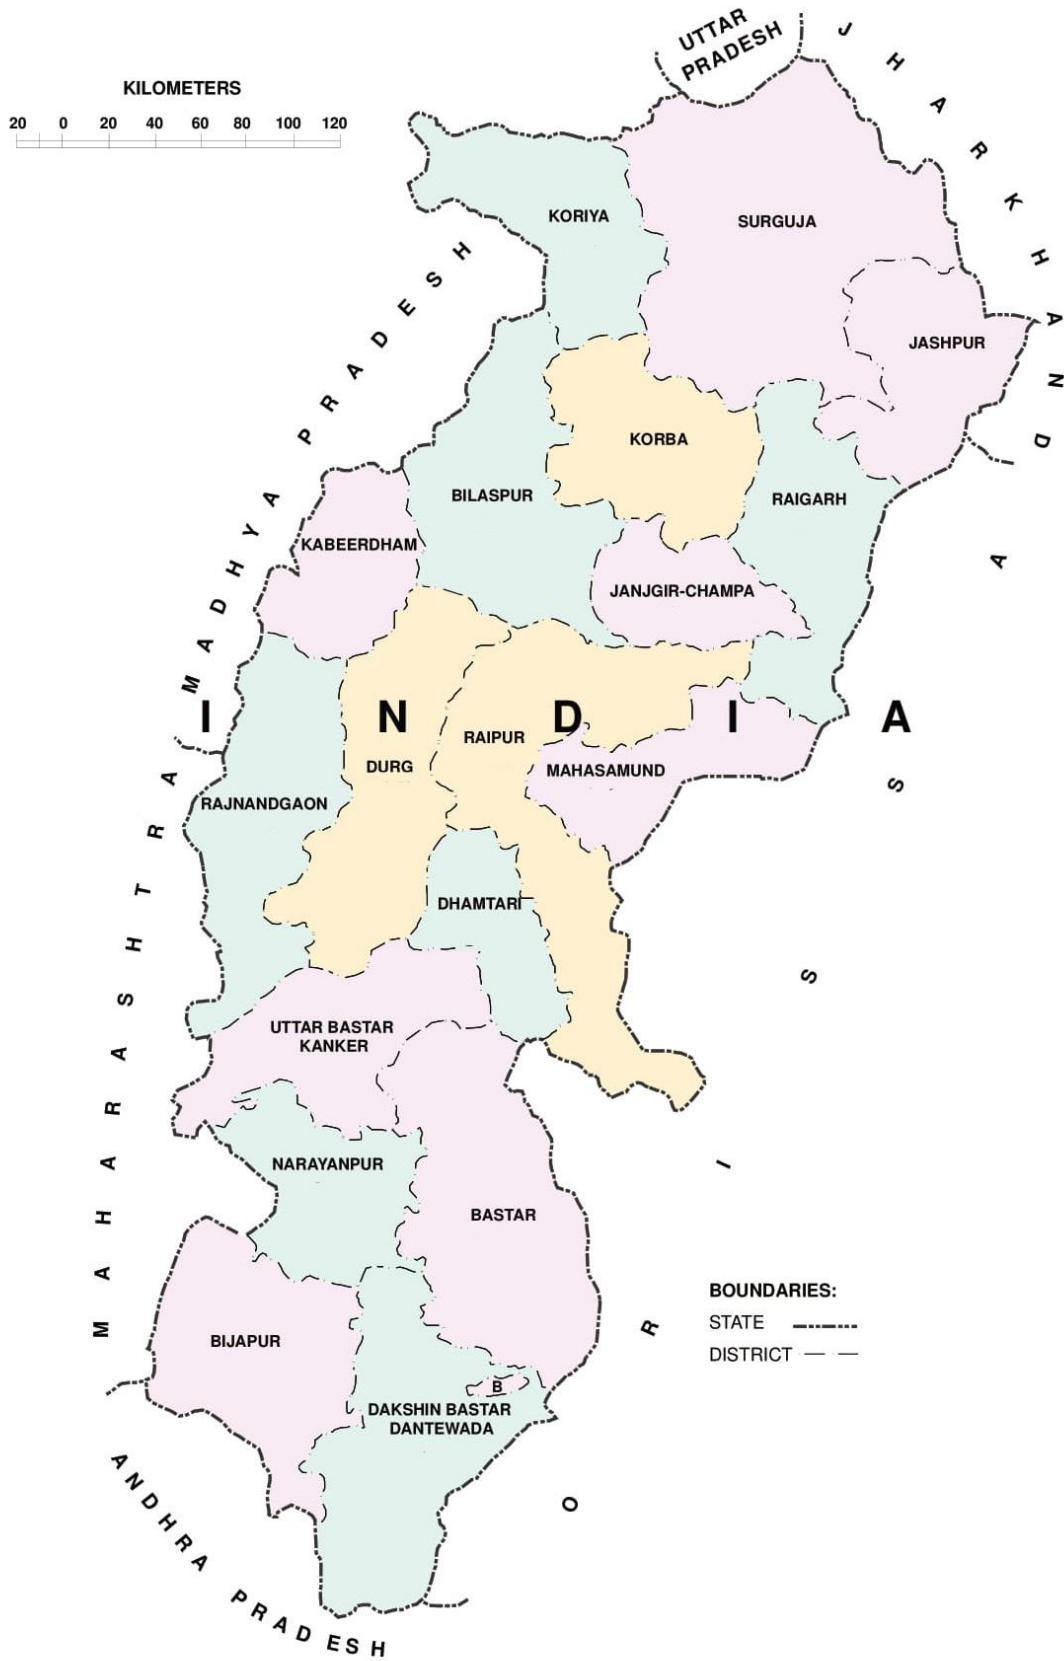 UTTAR
PRADESH
JHARKHAND
KILOMETERS
20 0 20 40 60 80 100 120
KORIYA
SURGUJA
MADHYA PRADESH
JASHPUR
KORBA
BILASPUR
RAIGARH
KABEERDHAM
JANJGIR-CHAMPA
INDIA
RAIPUR
DURG
MAHASAMUND
RAJNANDGAON
MAHARASHTRA
DHAMTARI
ORISSA
UTTAR BASTAR
KANKER
NARAYANPUR
BASTAR
BOUNDARIES:
STATE
DISTRICT
BIJAPUR
B
DAKSHIN BASTAR
DANTEWADA
ANDHRA PRADESH